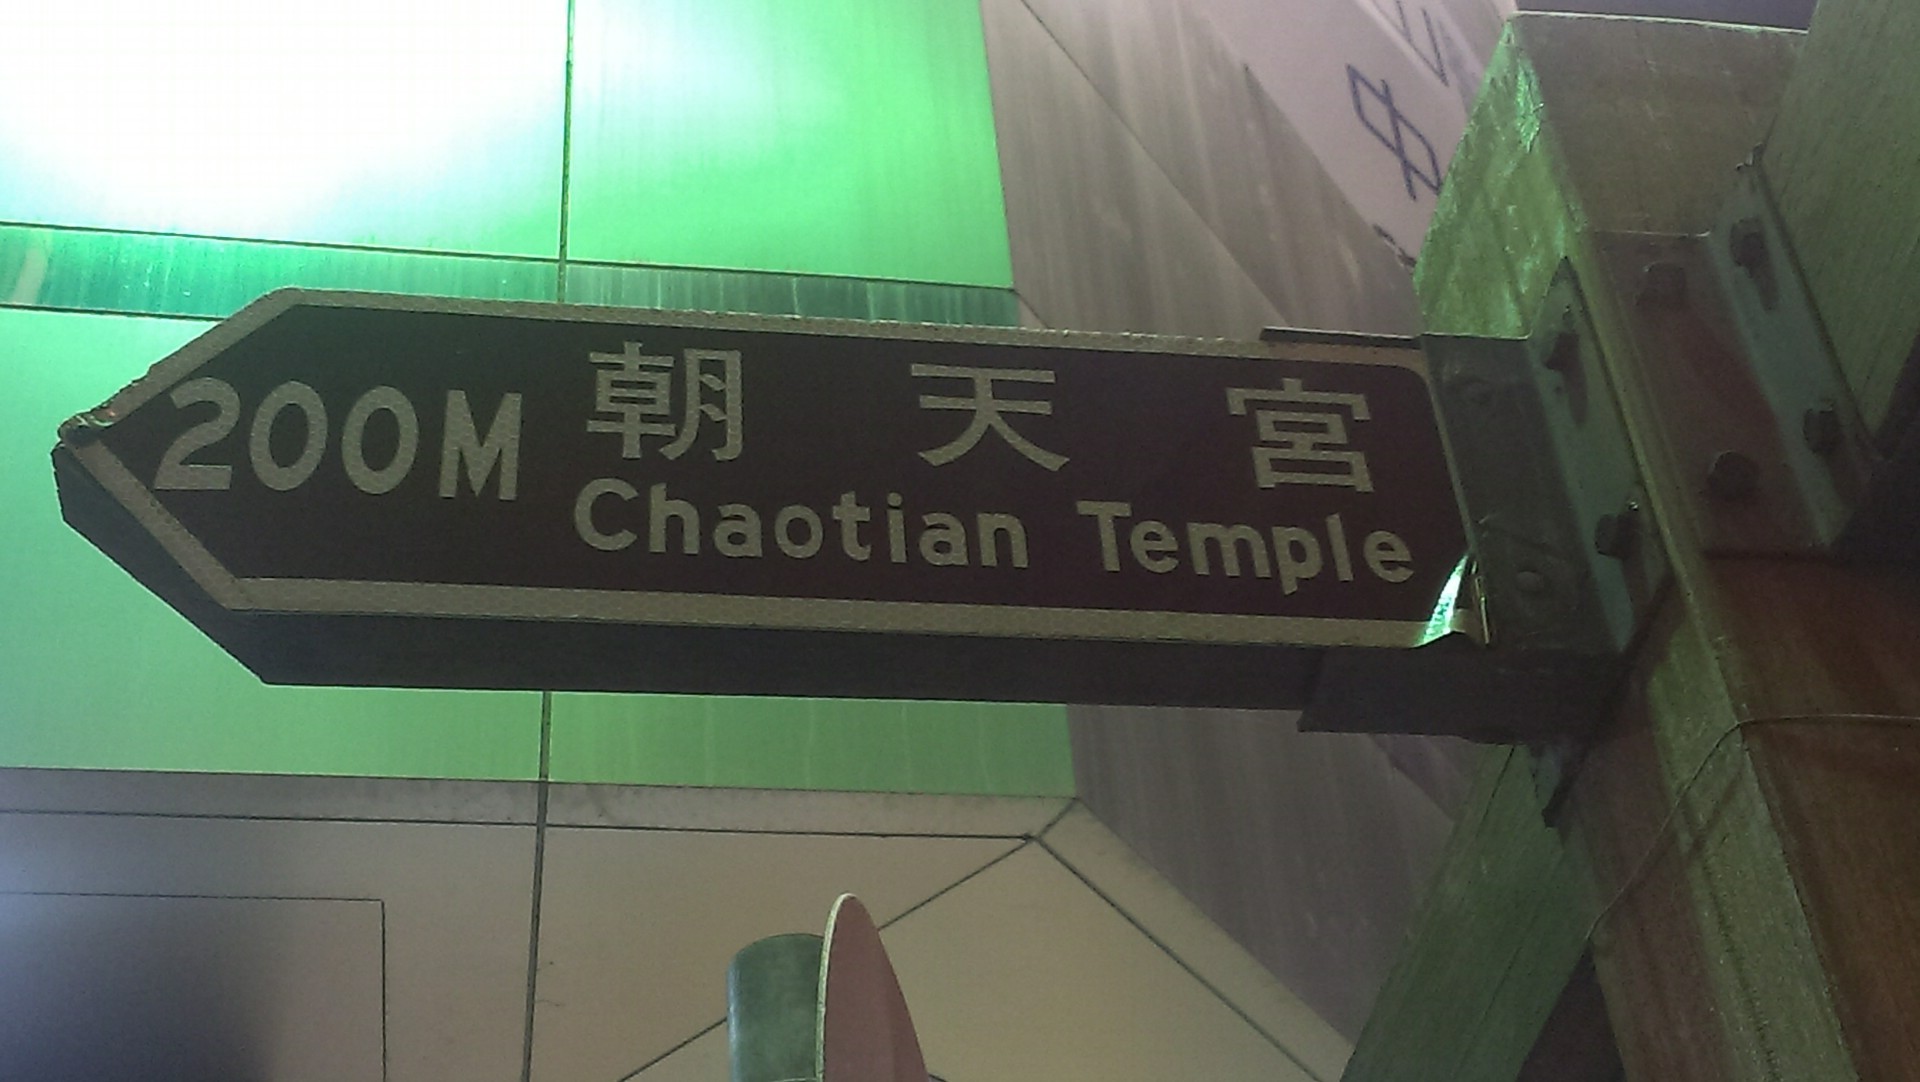 200M
朝天宮
Chaotian Temple